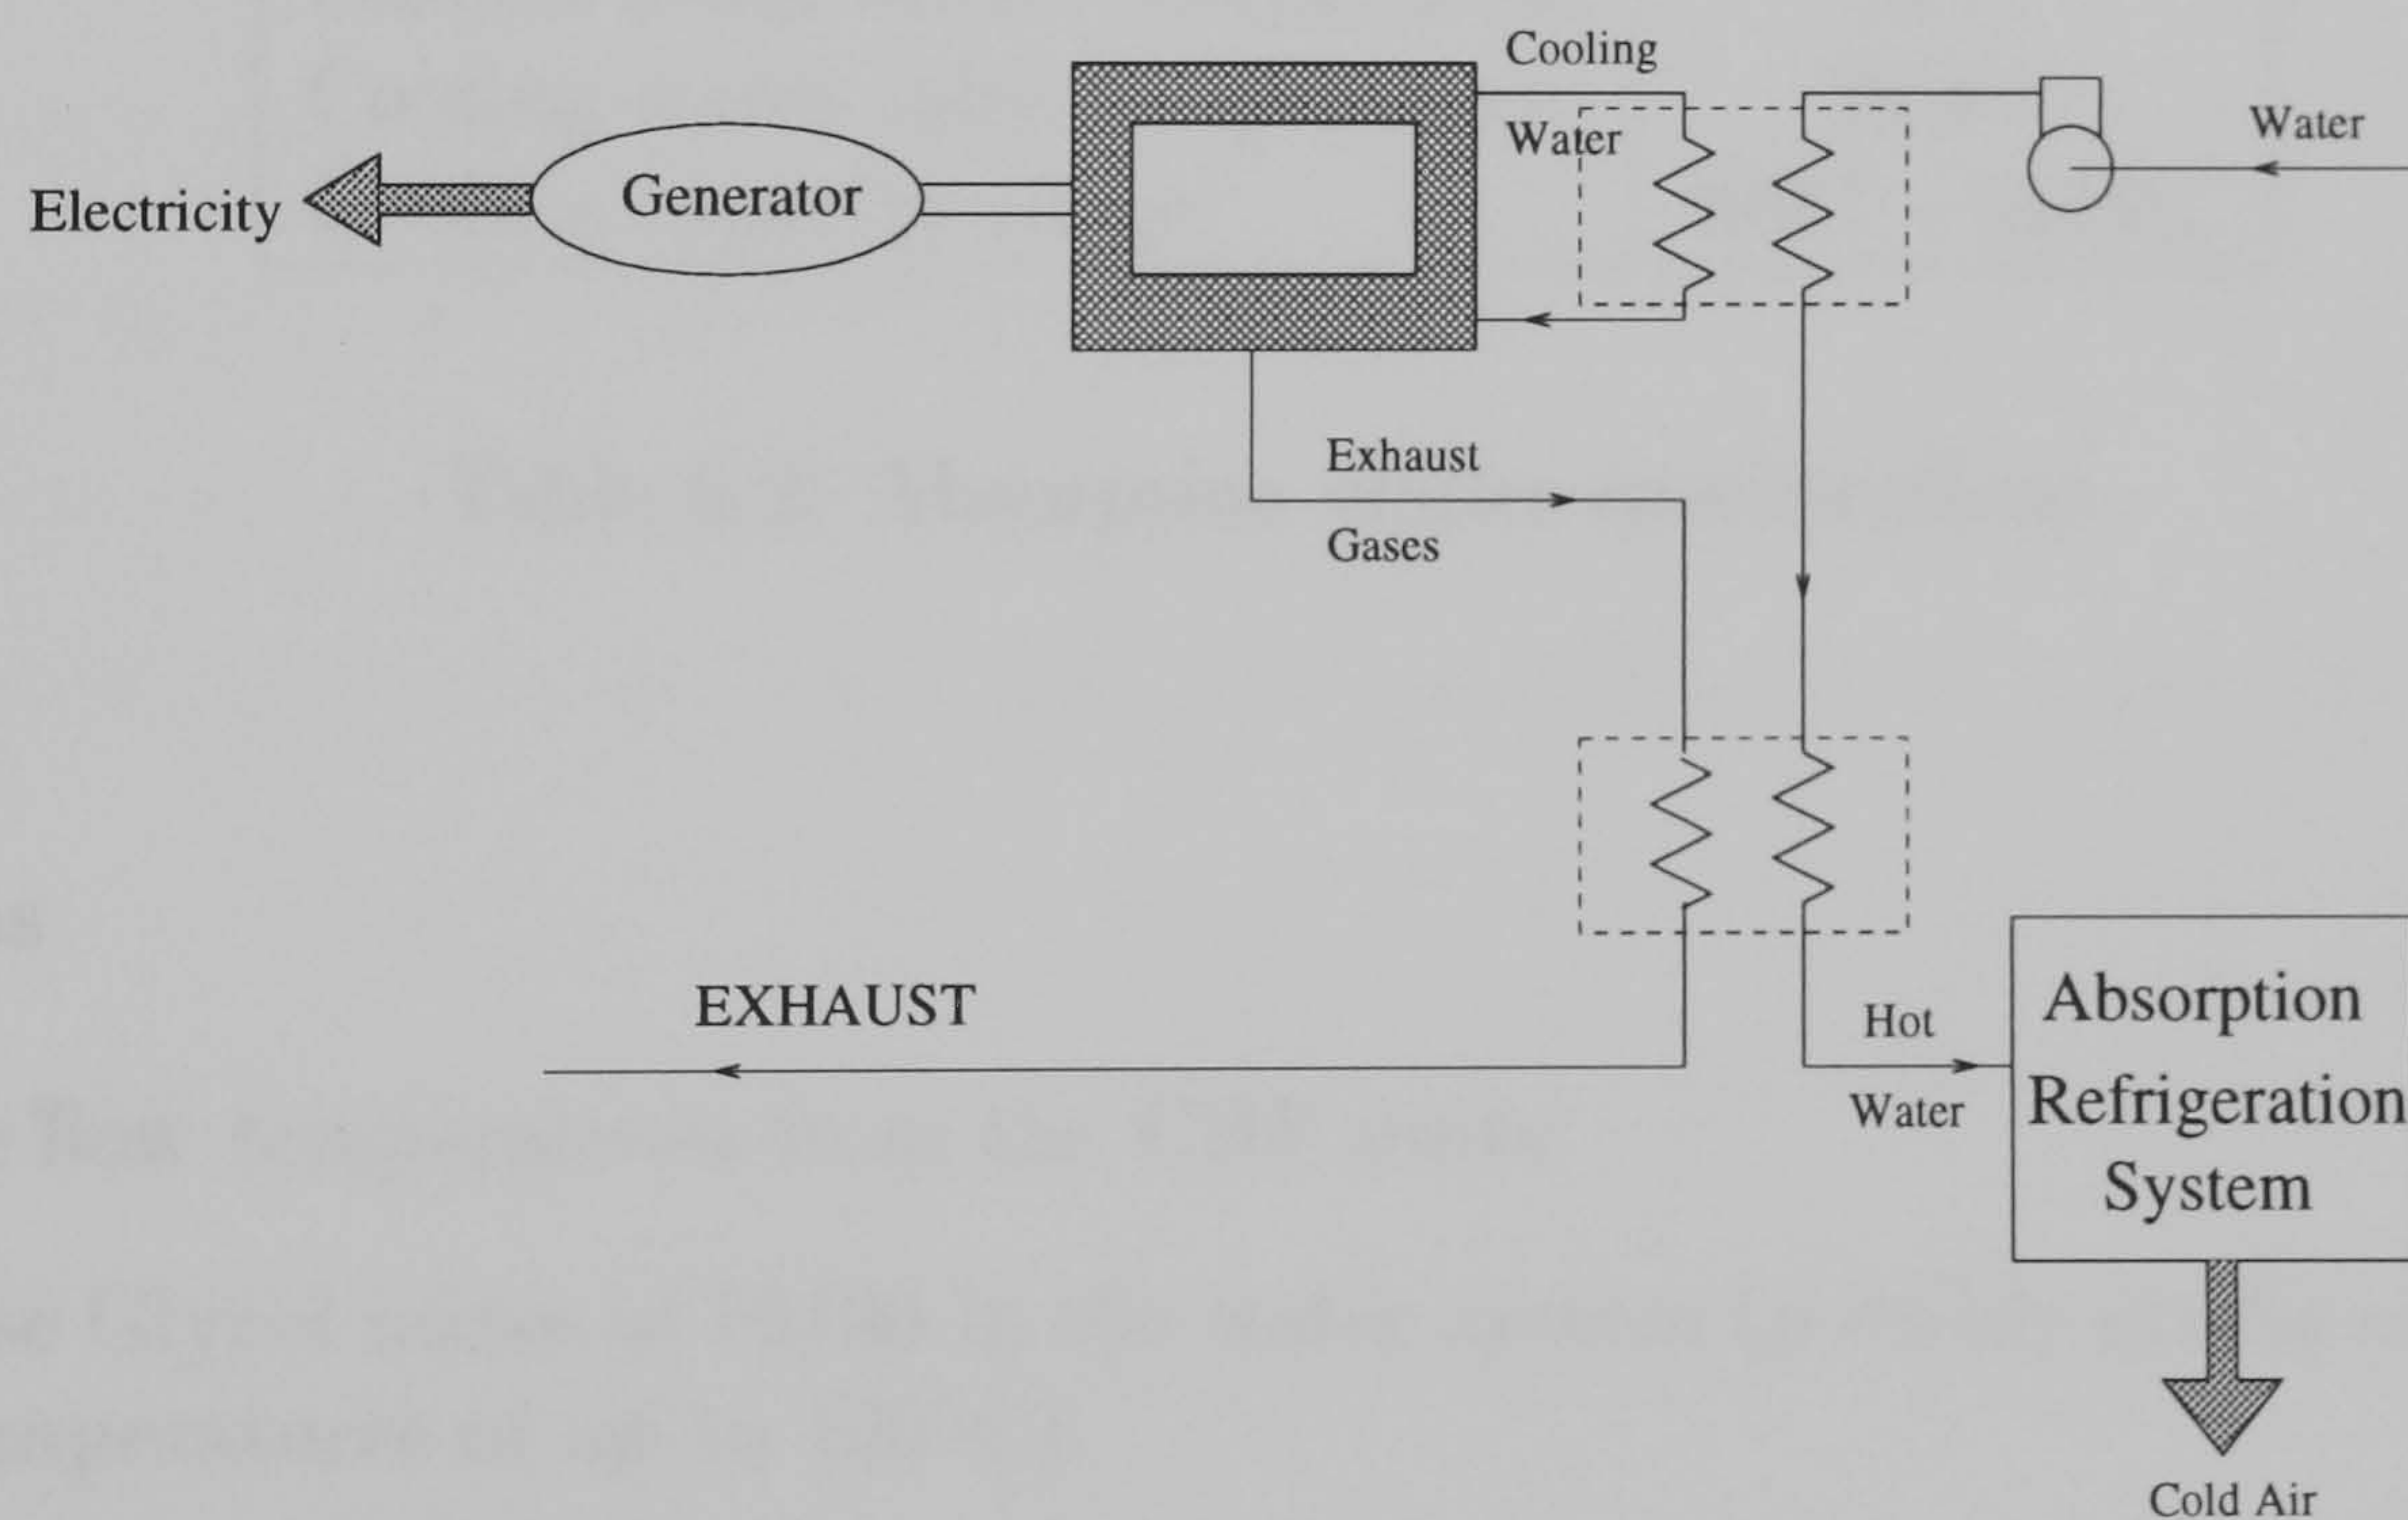 Cooling
Water
Water
Electricity
Generator
Exhaust
Gases
EXHAUST
Hot
Water
Absorption
Refrigeration
System
Cold Air